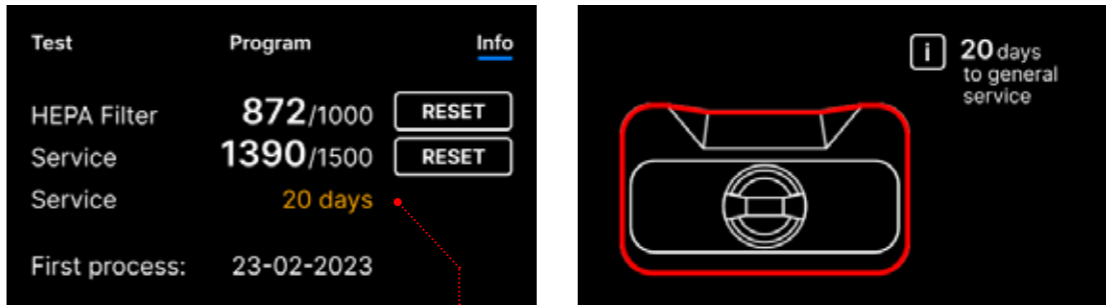 Test Program Info
HEPA Filter 872/1000 RESET
Service 1390/1500 RESET
Service 20 days
First process: 23-02-2023
i 20 days
to general
service